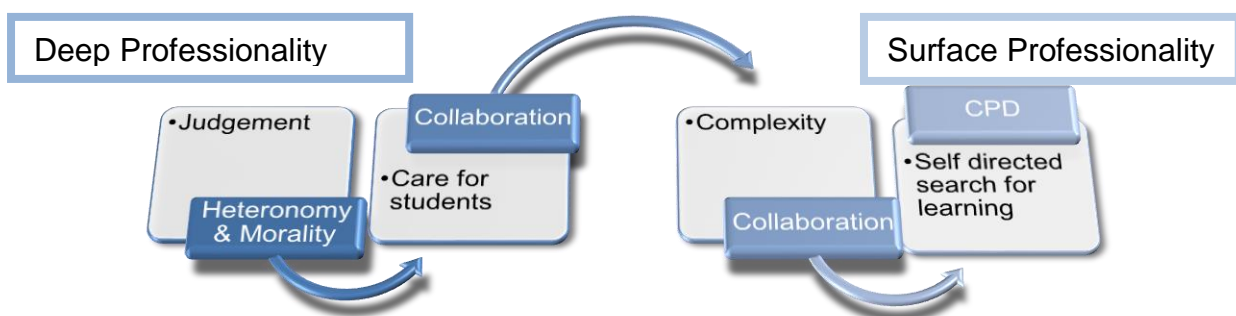 Deep Professionality
Surface Professionality
•Judgement
Heteronomy
& Morality
Collaboration
•Care for
students
•Complexity
Collaboration
CPD
•Self directed
search for
learning